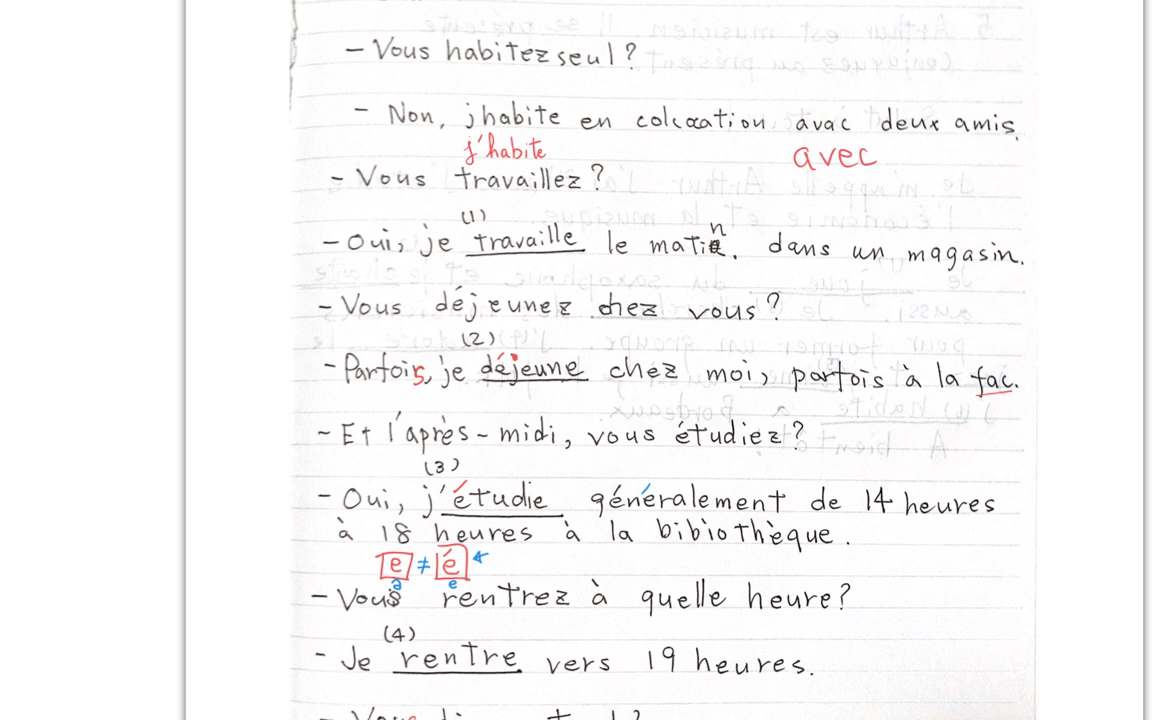 - Vous habitez seul?
- Non, jhabite en colocation avac deux amis.
j'habite avec
- Vous travaillez?
(1)
- Oui, je travaille le matin. dans un magasin.
- Vous déjeunez chez vous?
(2)
- Parfois, je déjeune chez moi, parfois à la fac.
- Et l'après-midi, vous étudiez?
(3)
- Oui, j'étudie généralement de 14 heures
à 18 heures à la bibiothèque.
e ≠ é
- Vous rentrez à quelle heure?
(4)
- Je rentre vers 19 heures.